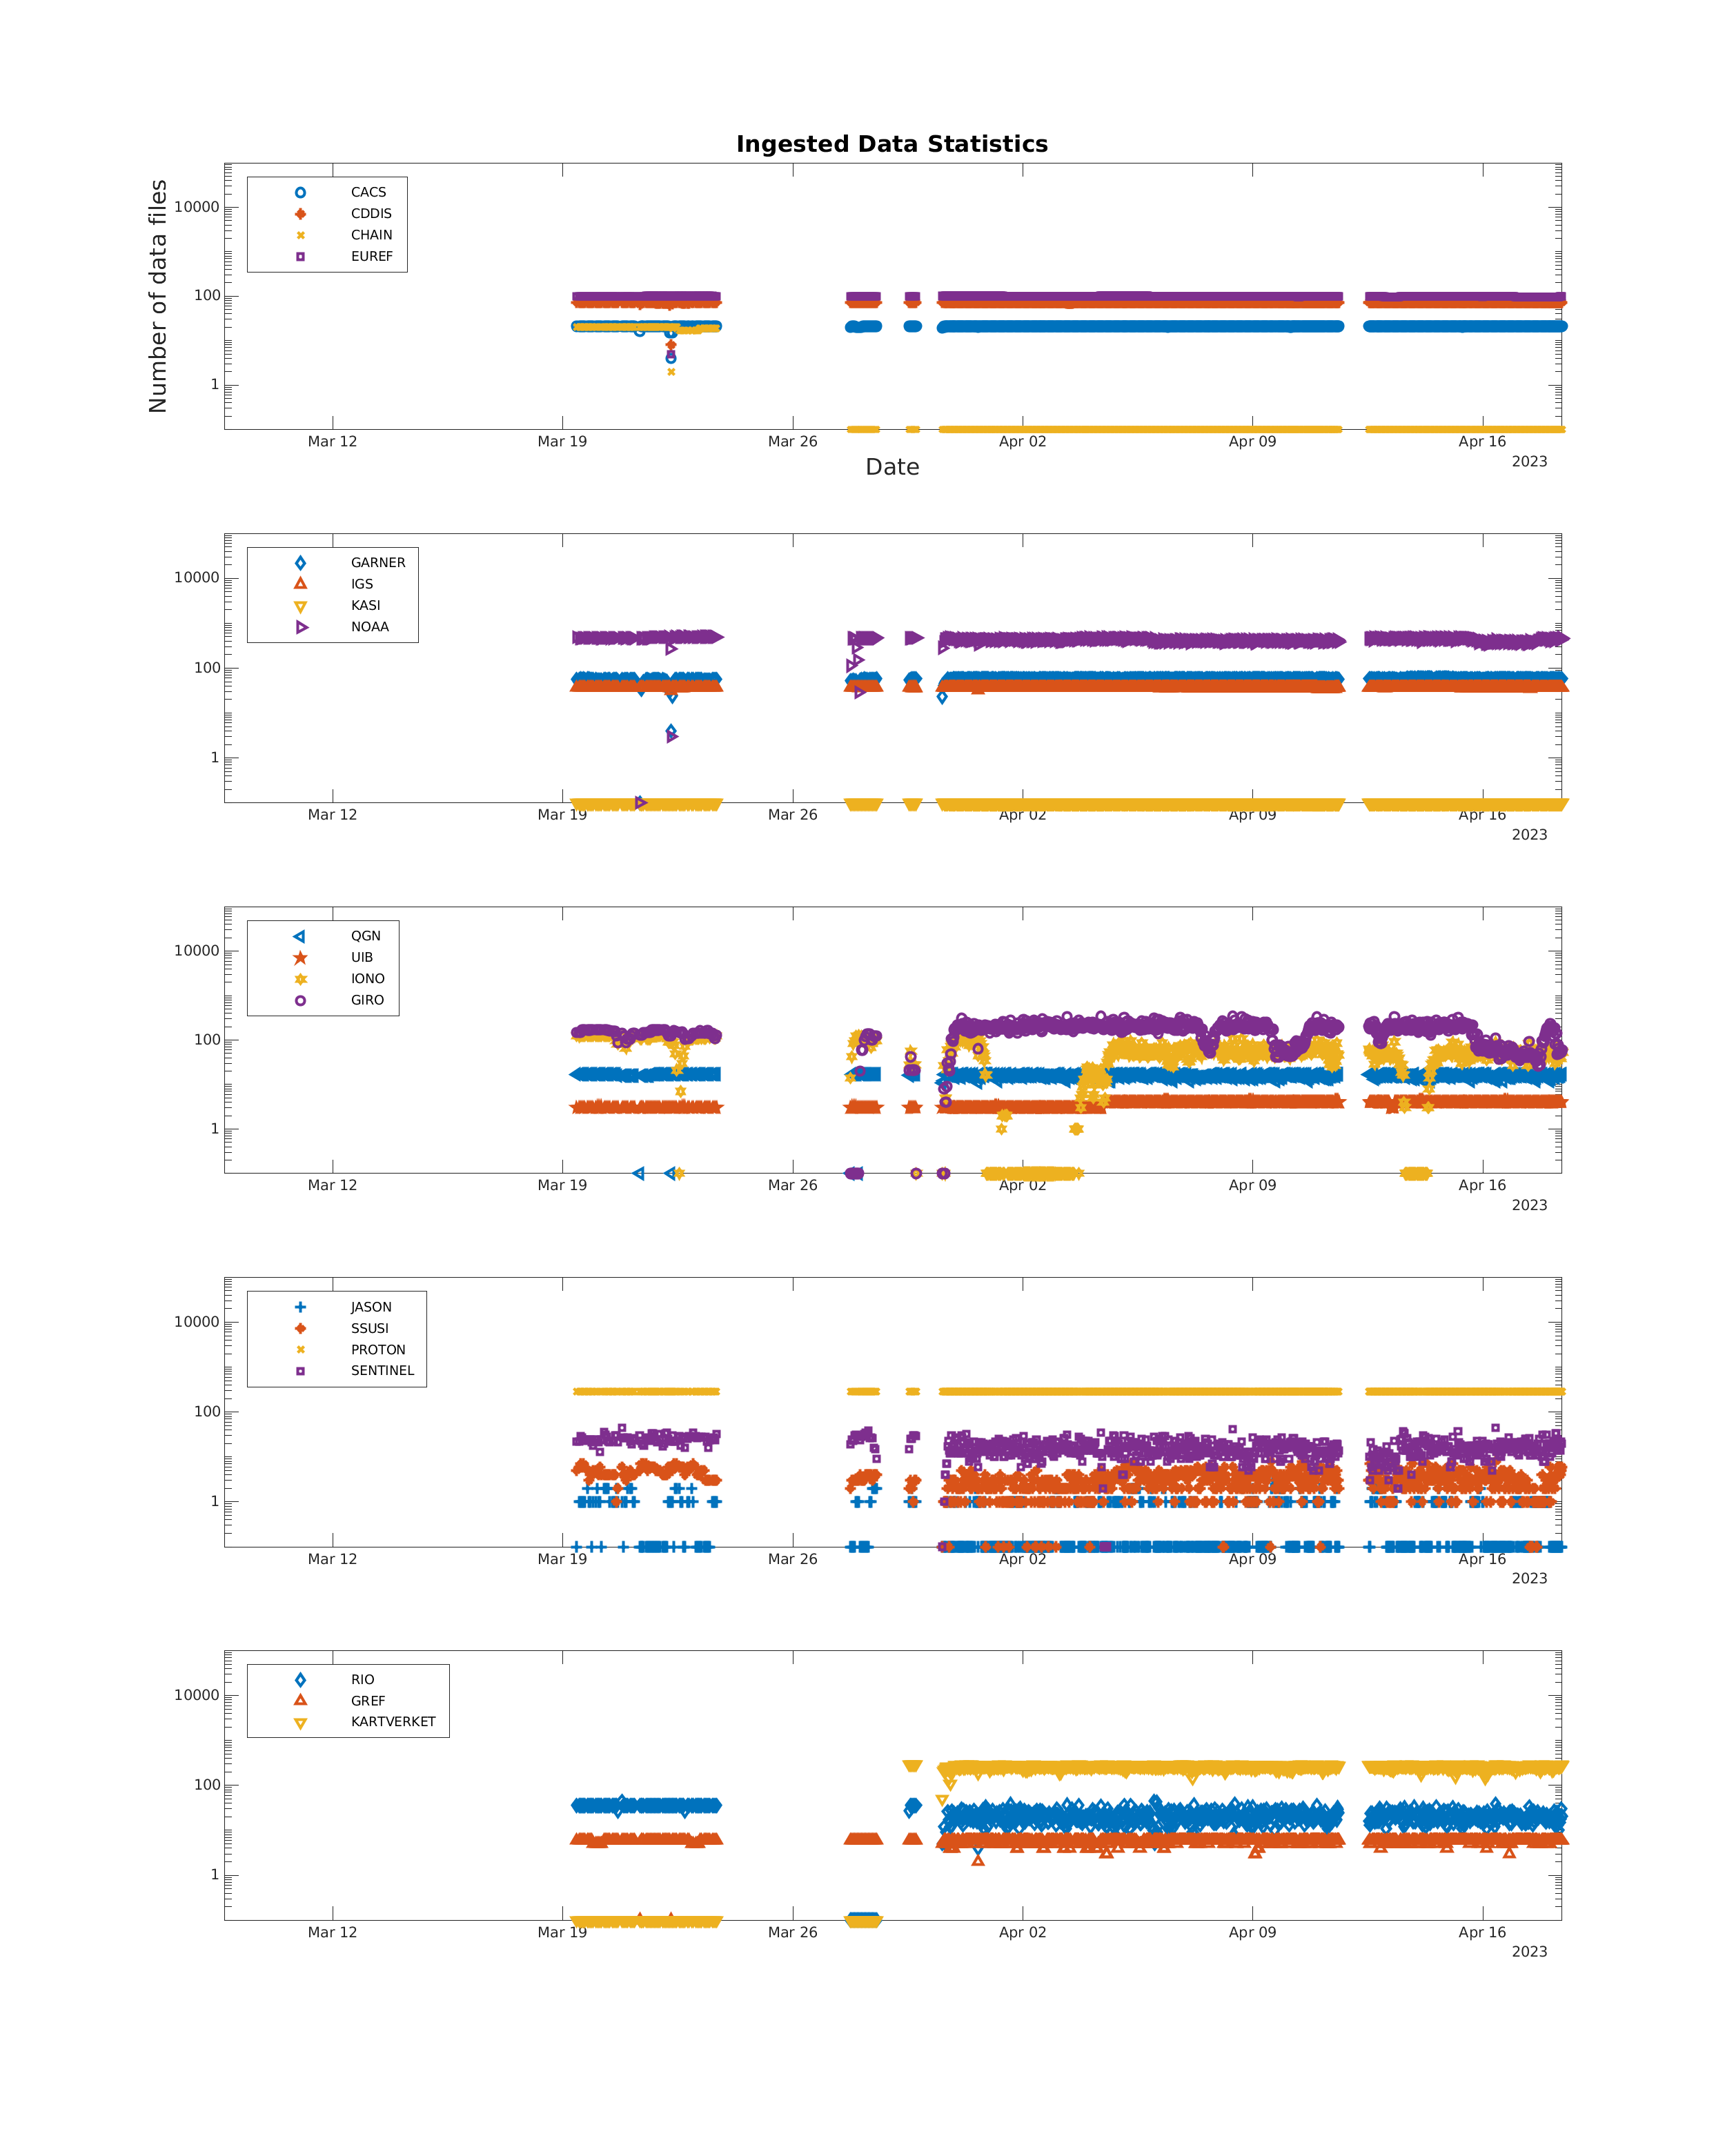 Ingested Data Statistics
Number of data files
CACS
CDDIS
CHAIN
EUREF
10000
100
1
Mar 12 Mar 19 Mar 26 Apr 02 Apr 09 Apr 16
2023
Date
GARNER
IGS
KASI
NOAA
10000
100
1
Mar 12 Mar 19 Mar 26 Apr 02 Apr 09 Apr 16
2023
QGN
UIB
IONO
GIRO
10000
100
1
Mar 12 Mar 19 Mar 26 Apr 02 Apr 09 Apr 16
2023
JASON
SSUSI
PROTON
SENTINEL
10000
100
1
Mar 12 Mar 19 Mar 26 Apr 02 Apr 09 Apr 16
2023
RIO
GREF
KARTVERKET
10000
100
1
Mar 12 Mar 19 Mar 26 Apr 02 Apr 09 Apr 16
2023